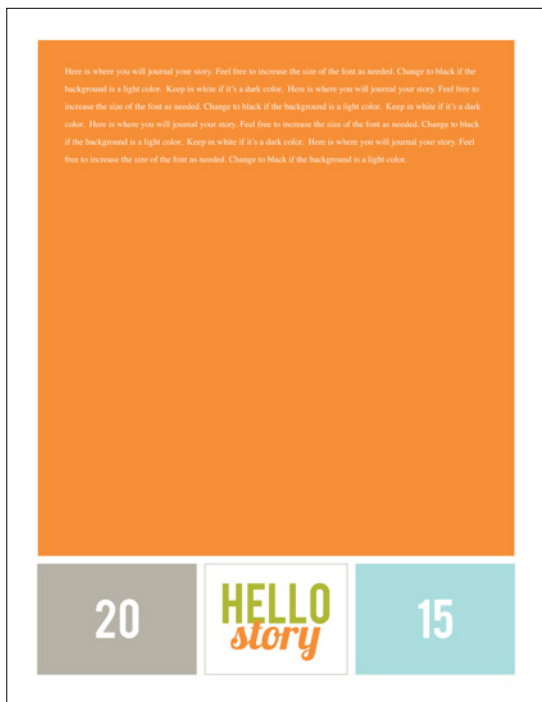 Here is where you will journal your story. Feel free to increase the size of the font as needed. Change to black if the
background is a light color.  Keep in white if it's a dark color.  Here is where you will journal your story. Feel free to
increase the size of the font as needed. Change to black if the background is a light color.  Keep in white if it's a dark
color.  Here is where you will journal your story. Feel free to increase the size of the font as needed. Change to black
if the background is a light color.  Keep in white if it's a dark color.  Here is where you will journal your story. Feel
free to increase the size of the font as needed. Change to black if the background is a light color.
20
HELLO
story
15